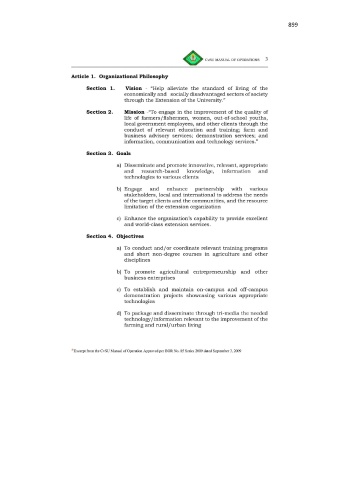 899
CvSU MANUAL OF OPERATIONS 3
Article 1. Organizational Philosophy
Section 1. Vision - "Help alleviate the standard of living of the
economically and socially disadvantaged sectors of society
through the Extension of the University."
Section 2. Mission -"To engage in the improvement of the quality of
life of farmers/fishermen, women, out-of-school youths,
local government employees, and other clients through the
conduct of relevant education and training; farm and
business advisory services; demonstration services; and
information, communication and technology services."
Section 3. Goals
a) Disseminate and promote innovative, relevant, appropriate
and research-based knowledge, information and
technologies to various clients
b) Engage and enhance partnership with various
stakeholders, local and international to address the needs
of the target clients and the communities, and the resource
limitation of the extension organization
c) Enhance the organization's capability to provide excellent
and world-class extension services.
Section 4. Objectives
a) To conduct and/or coordinate relevant training programs
and short non-degree courses in agriculture and other
disciplines
b) To promote agricultural entrepreneurship and other
business enterprises
c) To establish and maintain on-campus and off-campus
demonstration projects showcasing various appropriate
technologies
d) To package and disseminate through tri-media the needed
technology/information relevant to the improvement of the
farming and rural/urban living
Excerpt from the CvSU Manual of Operation Approved per BOR No. 62 Series 2009 dated September 3, 2009